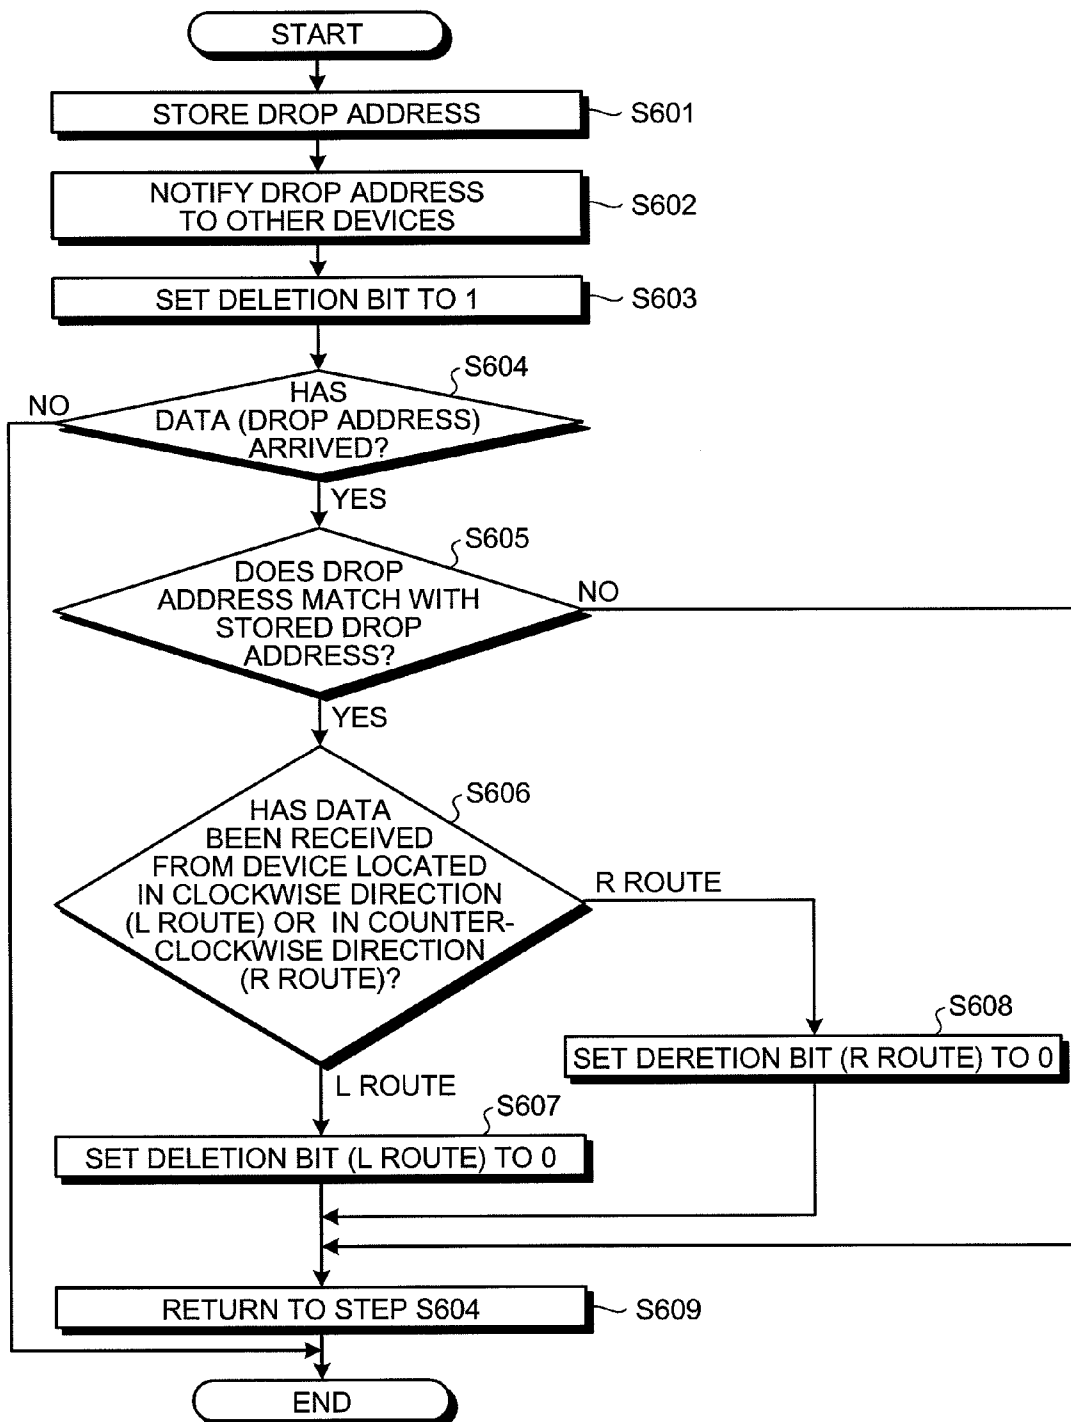 START
STORE DROP ADDRESS
S601
NOTIFY DROP ADDRESS
TO OTHER DEVICES
S602
SET DELETION BIT TO 1
S603
S604
NO
HAS
DATA (DROP ADDRESS)
ARRIVED?
YES
S605
DOES DROP
ADDRESS MATCH WITH
STORED DROP
ADDRESS?
NO
YES
S606
HAS DATA
BEEN RECEIVED
FROM DEVICE LOCATED
IN CLOCKWISE DIRECTION
(L ROUTE) OR IN COUNTER-
CLOCKWISE DIRECTION
(R ROUTE)?
R ROUTE
S608
SET DERETION BIT (R ROUTE) TO 0
L ROUTE
S607
SET DELETION BIT (L ROUTE) TO 0
RETURN TO STEP S604
S609
END